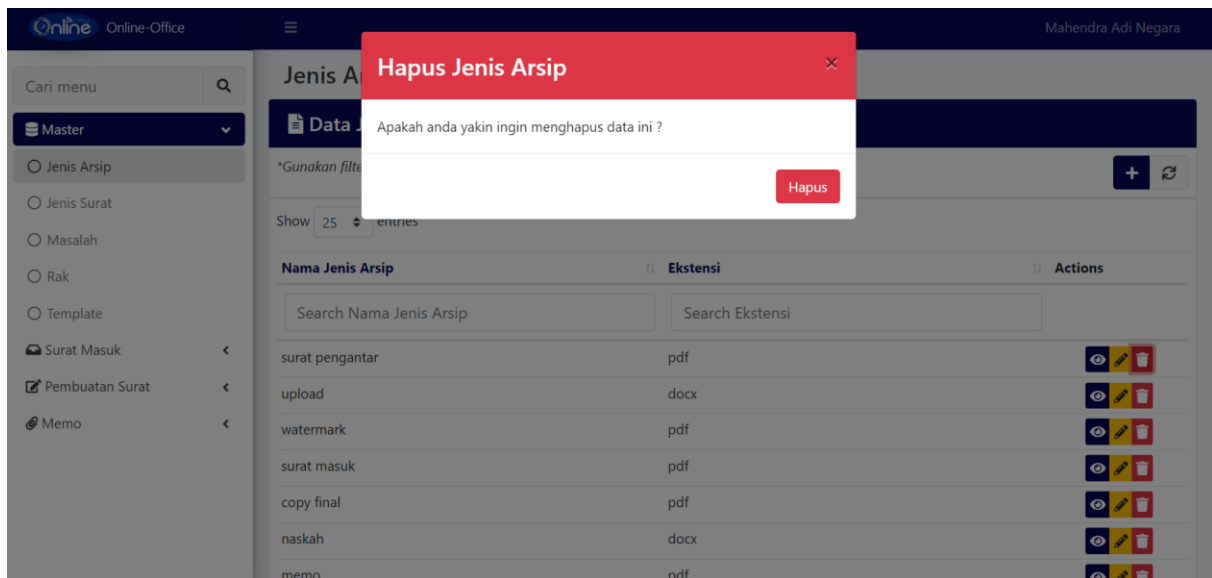 Online Online-Office
Mahendra Adi Negara
Cari menu
Master
Jenis Arsip
Jenis Surat
Masalah
Rak
Template
Surat Masuk
Pembuatan Surat
Memo
Jenis A
Hapus Jenis Arsip ×
Data J
Apakah anda yakin ingin menghapus data ini ?
*Gunakan filte
Hapus
+
Show 25 entries
Nama Jenis Arsip Ekstensi Actions
Search Nama Jenis Arsip Search Ekstensi
surat pengantar pdf
upload docx
watermark pdf
surat masuk pdf
copy final pdf
naskah docx
memo pdf